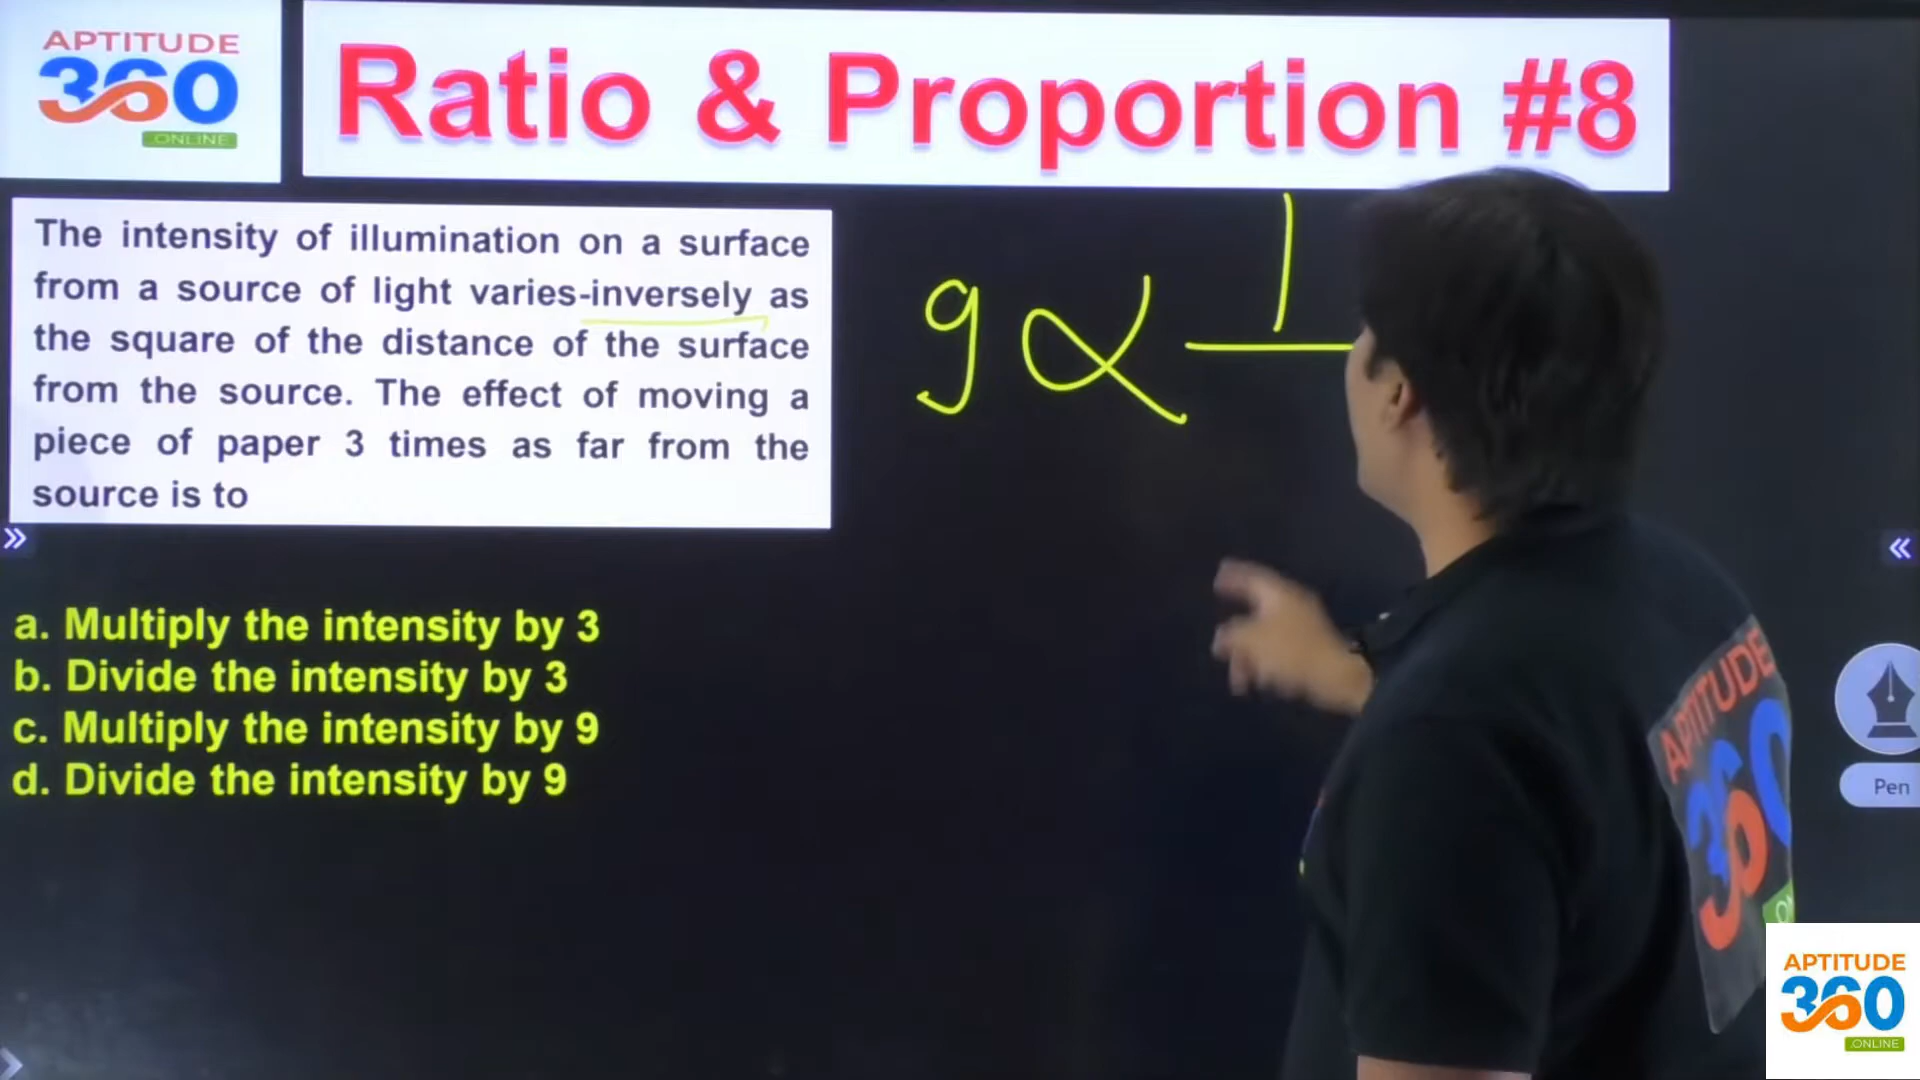 APTITUDE
360
ONLINE
Ratio & Proportion #8
The intensity of illumination on a surface
from a source of light varies-inversely as
the square of the distance of the surface
from the source. The effect of moving a
piece of paper 3 times as far from the
source is to
g ∝ 1
a. Multiply the intensity by 3
b. Divide the intensity by 3
c. Multiply the intensity by 9
d. Divide the intensity by 9
Pen
APTITUDE
360
APTITUDE
360
.ONLINE